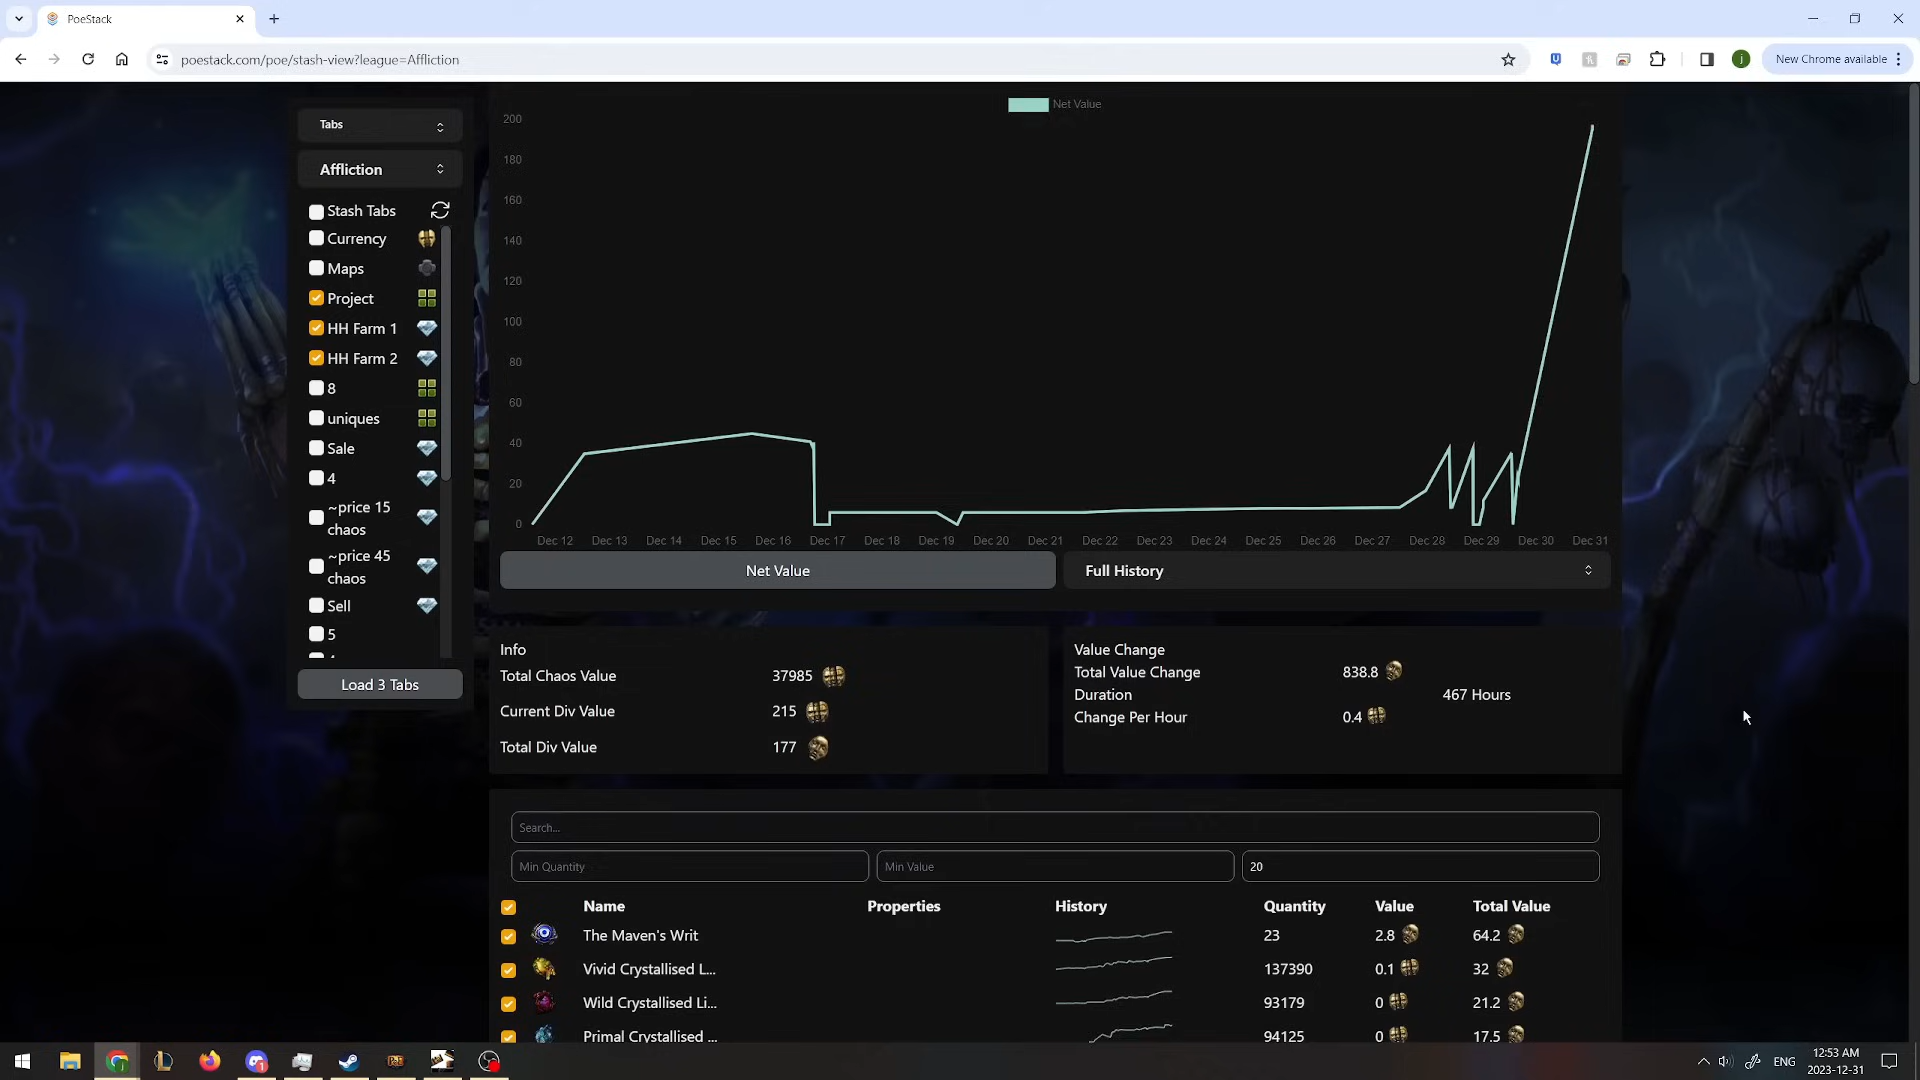 PoeStack
poestack.com/poe/stash-view?league=Affliction
New Chrome available
Tabs
Affliction
Stash Tabs
Currency
Maps
Project
HH Farm 1
HH Farm 2
8
uniques
Sale
4
~price 15
chaos
~price 45
chaos
Sell
5
Load 3 Tabs
Net Value
200
180
160
140
120
100
80
60
40
20
0
Dec 12 Dec 13 Dec 14 Dec 15 Dec 16 Dec 17 Dec 18 Dec 19 Dec 20 Dec 21 Dec 22 Dec 23 Dec 24 Dec 25 Dec 26 Dec 27 Dec 28 Dec 29 Dec 30 Dec 31
Net Value
Full History
Info
Total Chaos Value 37985
Current Div Value 215
Total Div Value 177
Value Change
Total Value Change 838.8
Duration 467 Hours
Change Per Hour 0.4
Search...
Min Quantity Min Value 20
Name Properties History Quantity Value Total Value
The Maven's Writ 23 2.8 64.2
Vivid Crystallised L... 137390 0.1 32
Wild Crystallised Li... 93179 0 21.2
Primal Crystallised ... 94125 0 17.5
ENG
12:53 AM
2023-12-31